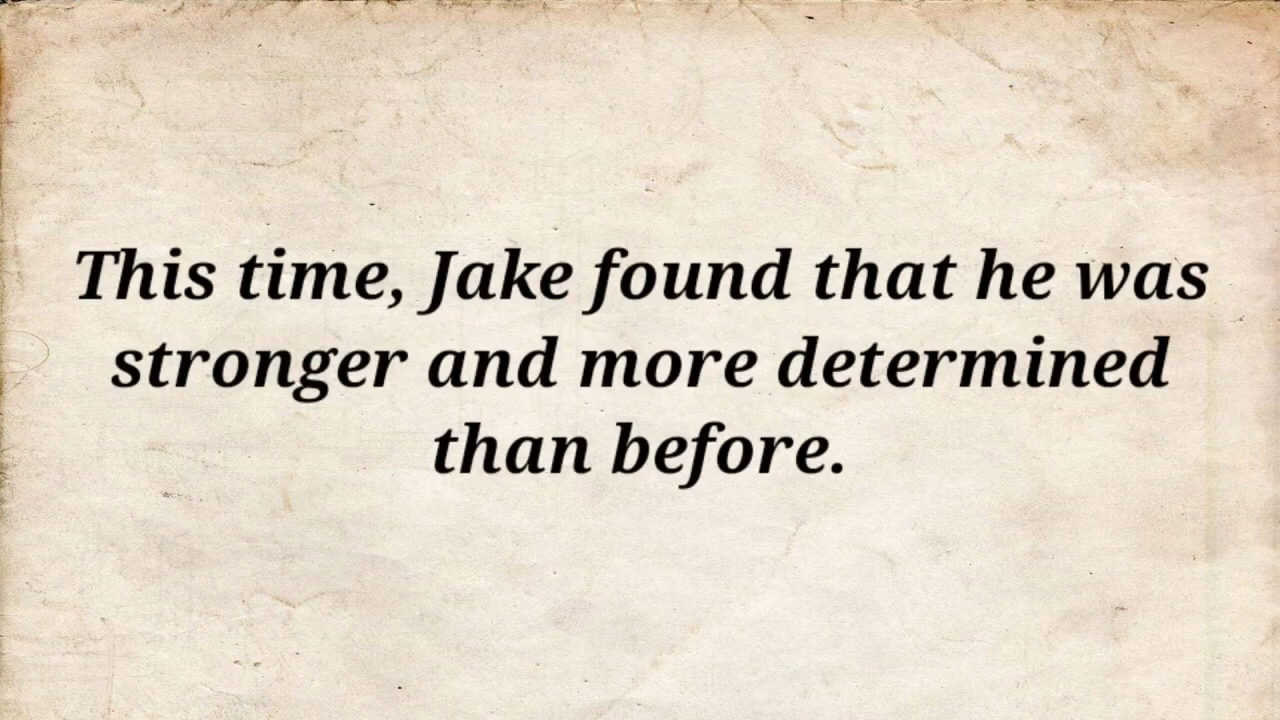 This time, Jake found that he was
stronger and more determined
than before.